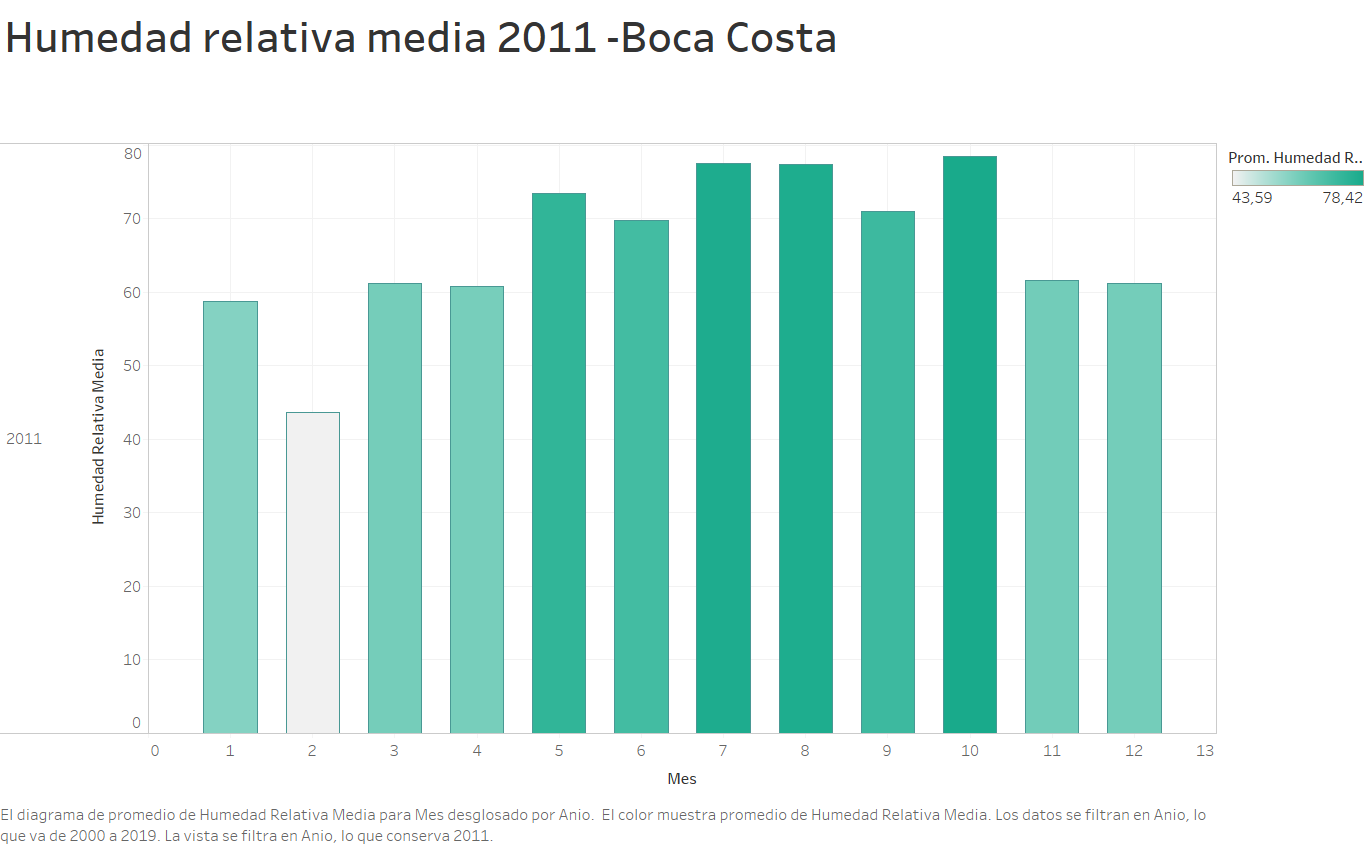 Humedad relativa media 2011 -Boca Costa
Prom. Humedad R..
43,59 78,42
2011
Humedad Relativa Media
80
70
60
50
40
30
20
10
0
0 1 2 3 4 5 6 7 8 9 10 11 12 13
Mes
El diagrama de promedio de Humedad Relativa Media para Mes desglosado por Anio.  El color muestra promedio de Humedad Relativa Media. Los datos se filtran en Anio, lo
que va de 2000 a 2019. La vista se filtra en Anio, lo que conserva 2011.